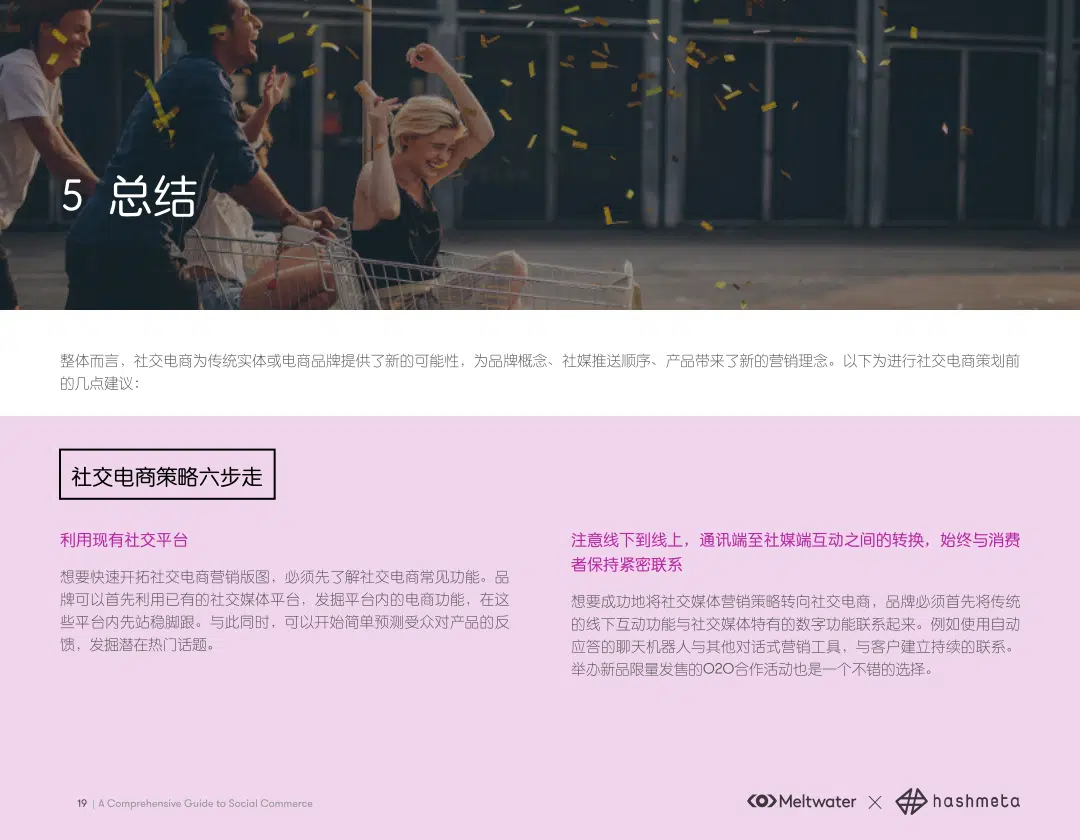 5 总结
整体而言，社交电商为传统实体或电商品牌提供了新的可能性，为品牌概念、社媒推送顺序、产品带来了新的营销理念。以下为进行社交电商策划前
的几点建议：
社交电商策略六步走
利用现有社交平台
想要快速开拓社交电商营销版图，必须先了解社交电商常见功能。品
牌可以首先利用已有的社交媒体平台，发掘平台内的电商功能，在这
些平台内先站稳脚跟。与此同时，可以开始简单预测受众对产品的反
馈，发掘潜在热门话题。
注意线下到线上，通讯端至社媒端互动之间的转换，始终与消费
者保持紧密联系
想要成功地将社交媒体营销策略转向社交电商，品牌必须首先将传统
的线下互动功能与社交媒体特有的数字功能联系起来。例如使用自动
应答的聊天机器人与其他对话式营销工具，与客户建立持续的联系。
举办新品限量发售的O2O合作活动也是一个不错的选择。
19 | A Comprehensive Guide to Social Commerce
Meltwater × hashmeta